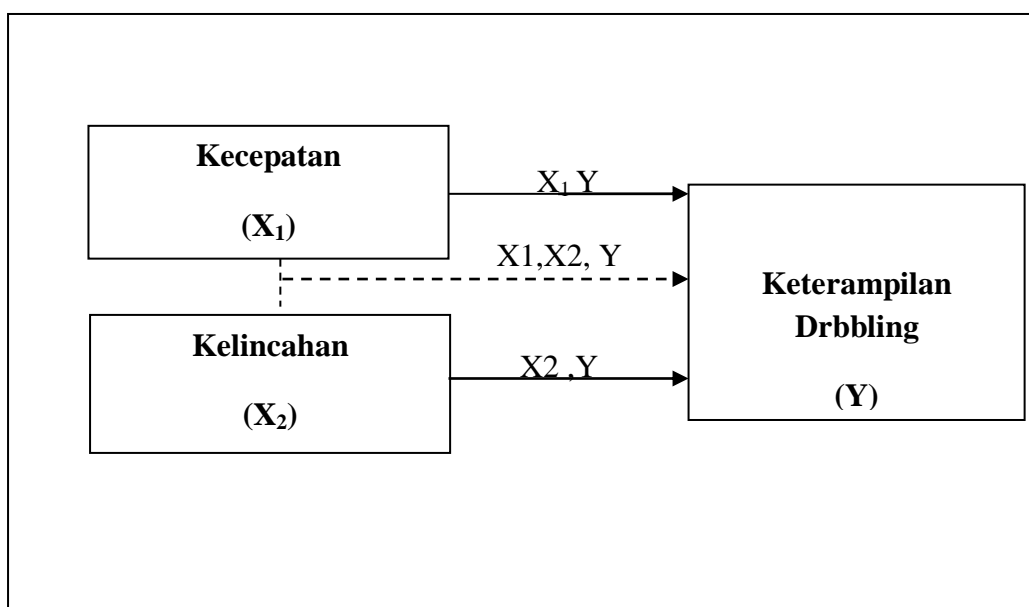 Kecepatan
(X₁)
X₁ Y
X1,X2, Y
Kelincahan
(X₂)
X2 ,Y
Keterampilan
Drbbling
(Y)